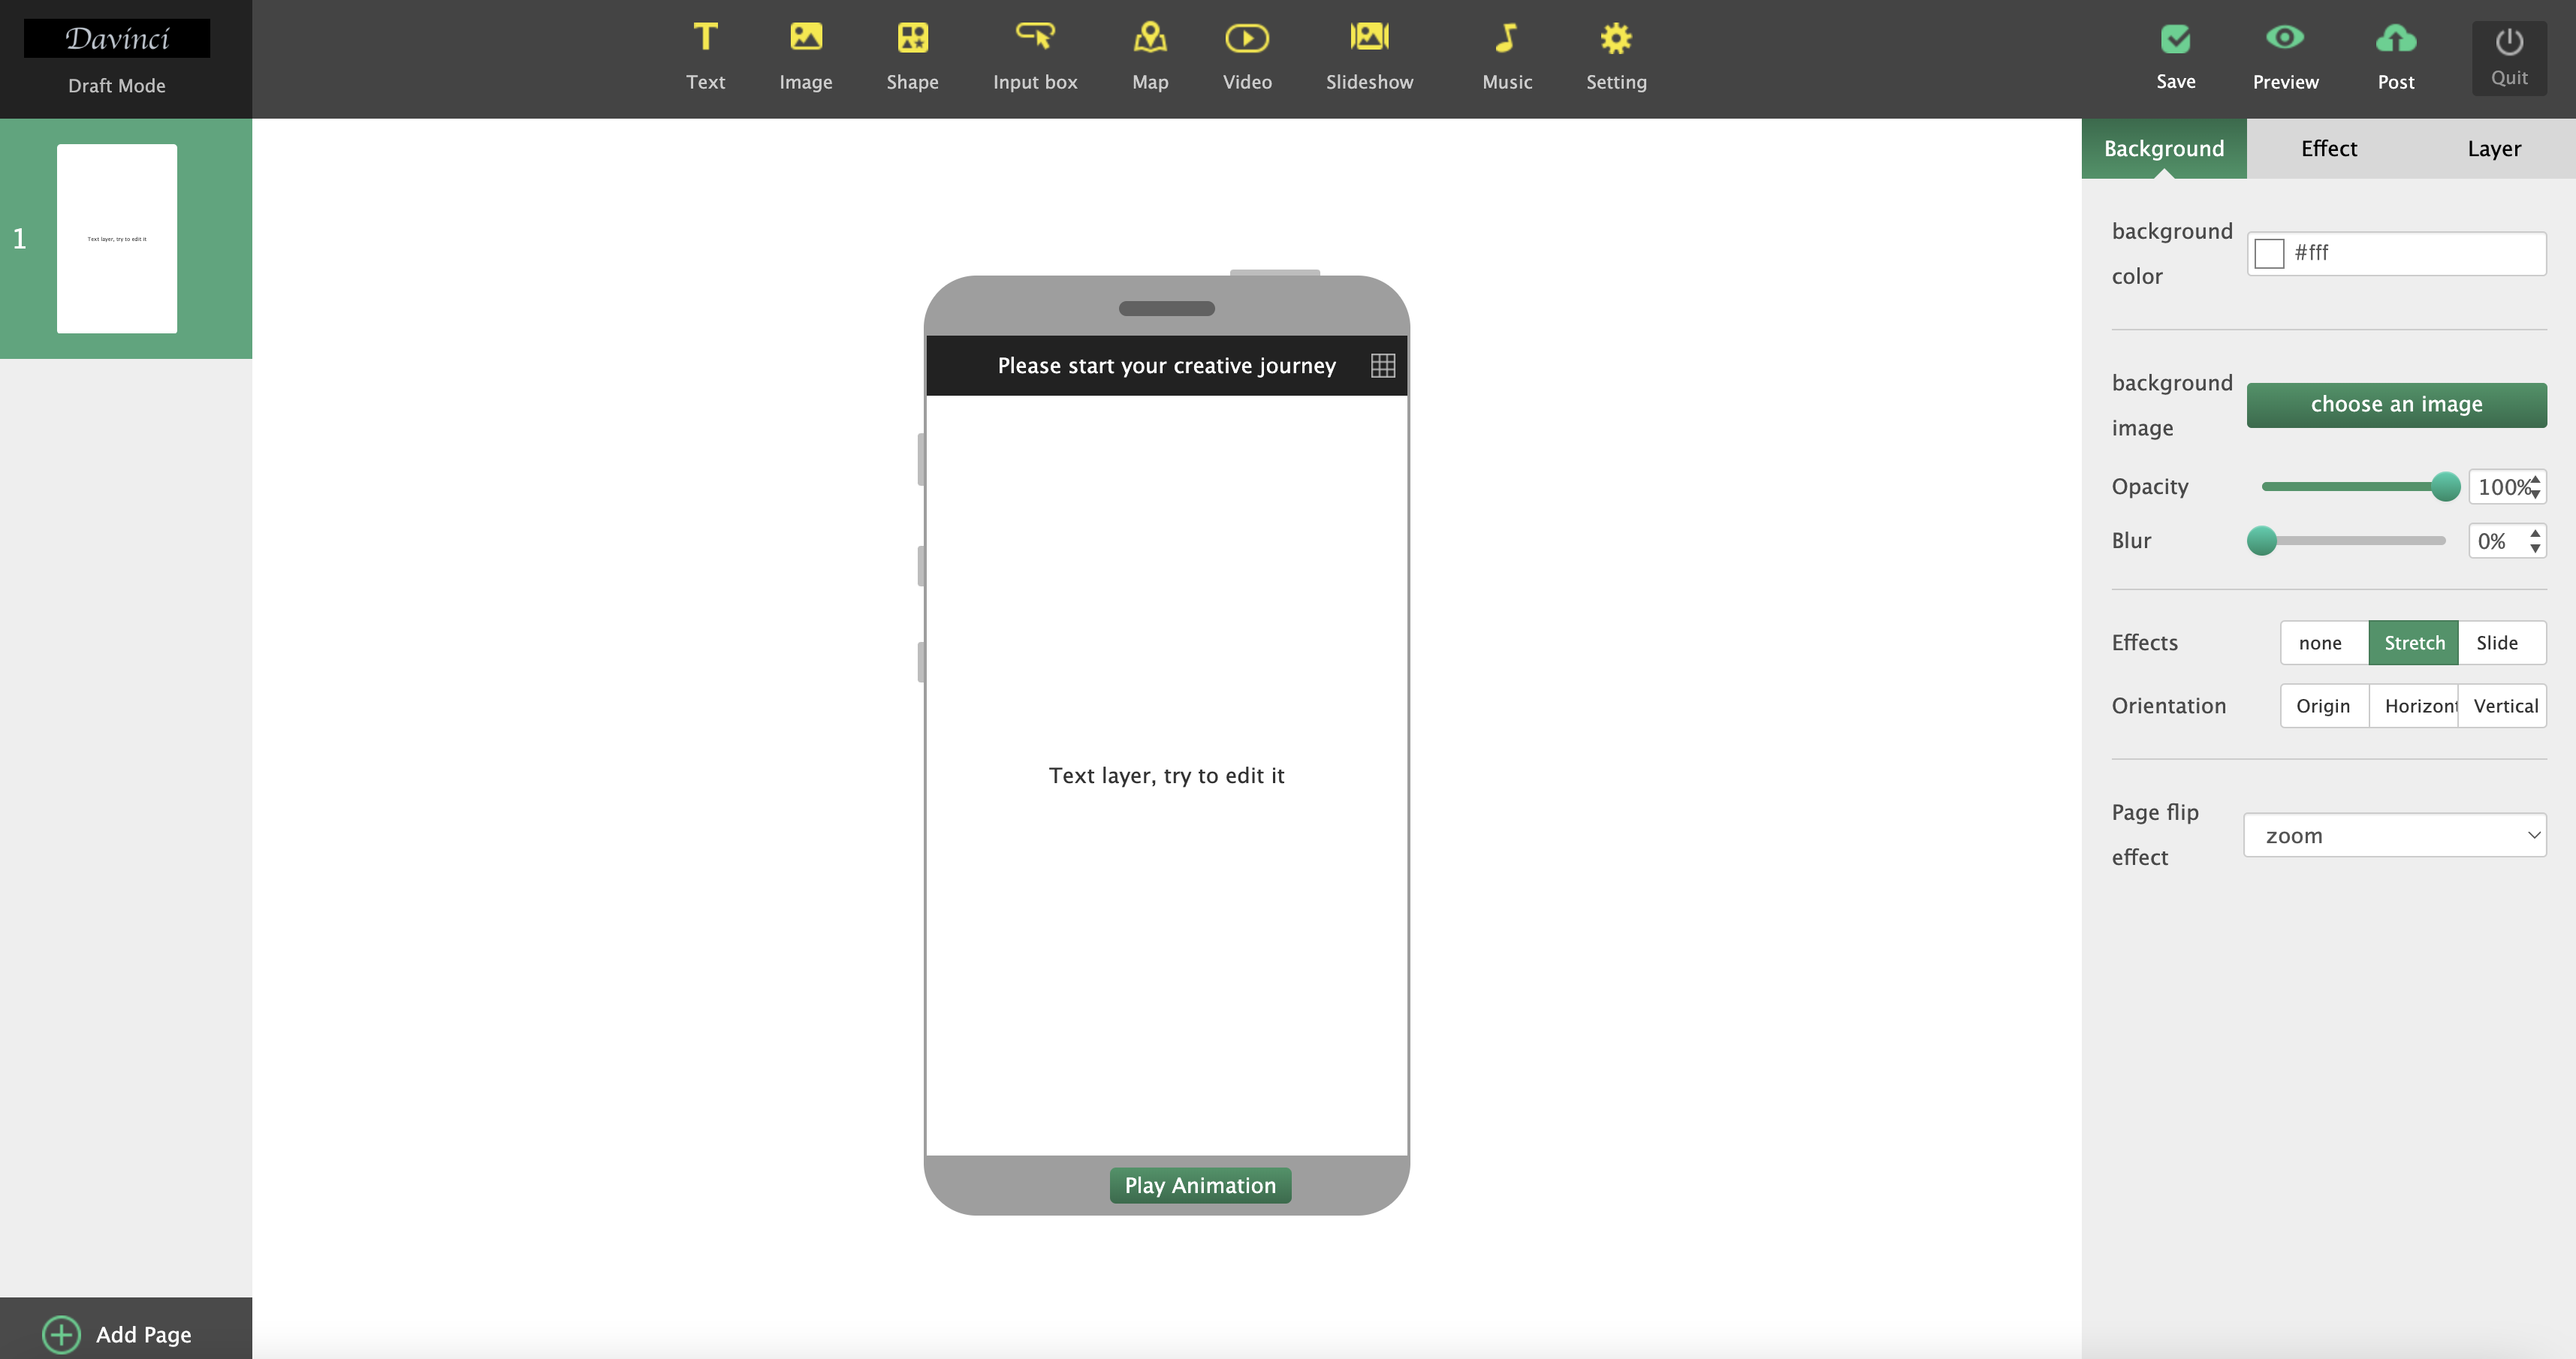 Davinci
Draft Mode
Text
Image
Shape
Input box
Map
Video
Slideshow
Music
Setting
Save
Preview
Post
Quit
1
Text layer, try to edit it
Add Page
Please start your creative journey
Text layer, try to edit it
Play Animation
Background
Effect
Layer
background
color
#fff
background
image
choose an image
Opacity
100%
Blur
0%
Effects
none
Stretch
Slide
Orientation
Origin
Horizont
Vertical
Page flip
effect
zoom